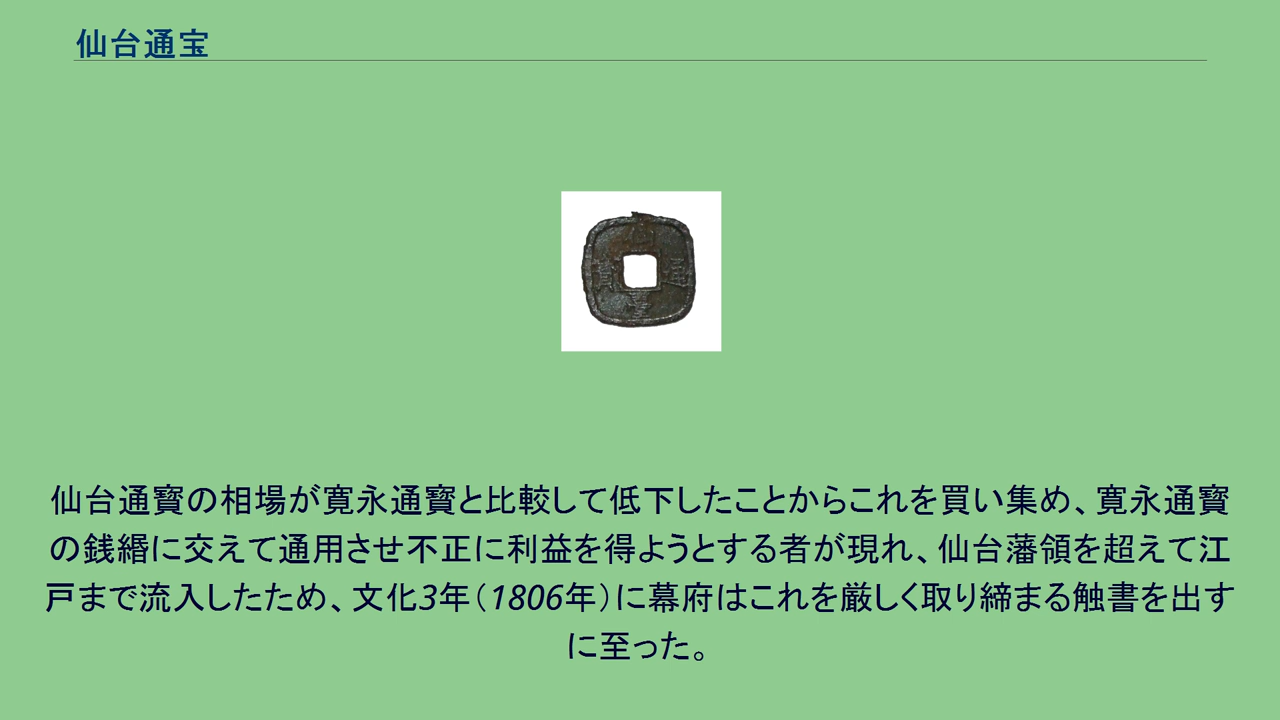 仙台通宝
仙台通寳の相場が寛永通寳と比較して低下したことからこれを買い集め、寛永通寳
の銭緡に交えて通用させ不正に利益を得ようとする者が現れ、仙台藩領を超えて江
戸まで流入したため、文化3年（1806年）に幕府はこれを厳しく取り締まる触書を出す
に至った。